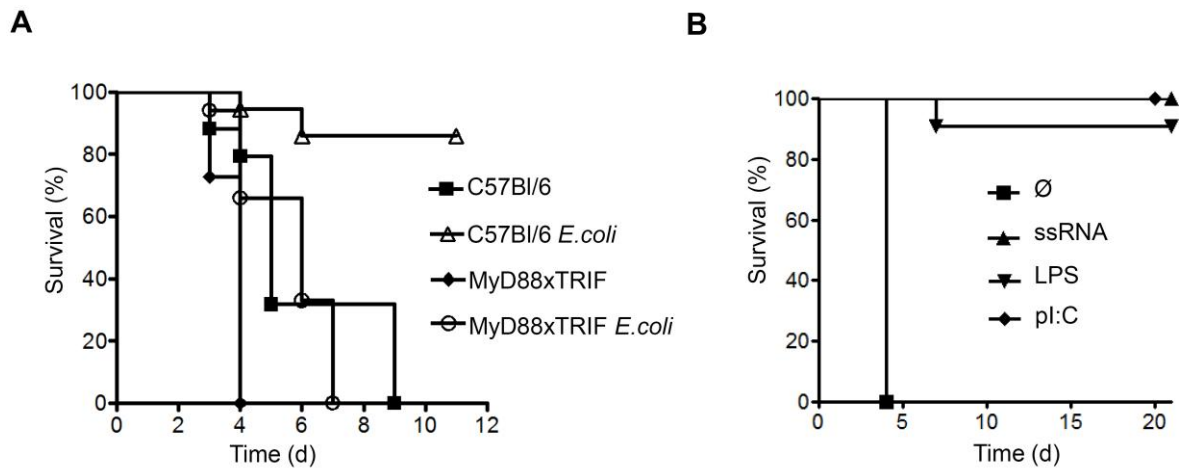 A
Survival (%)
100
80
60
40
20
0
0 2 4 6 8 10 12
Time (d)
C57Bl/6
C57Bl/6 E.coli
MyD88xTRIF
MyD88xTRIF E.coli
B
Survival (%)
100
80
60
40
20
0
0 5 10 15 20
Time (d)
Ø
ssRNA
LPS
pI:C